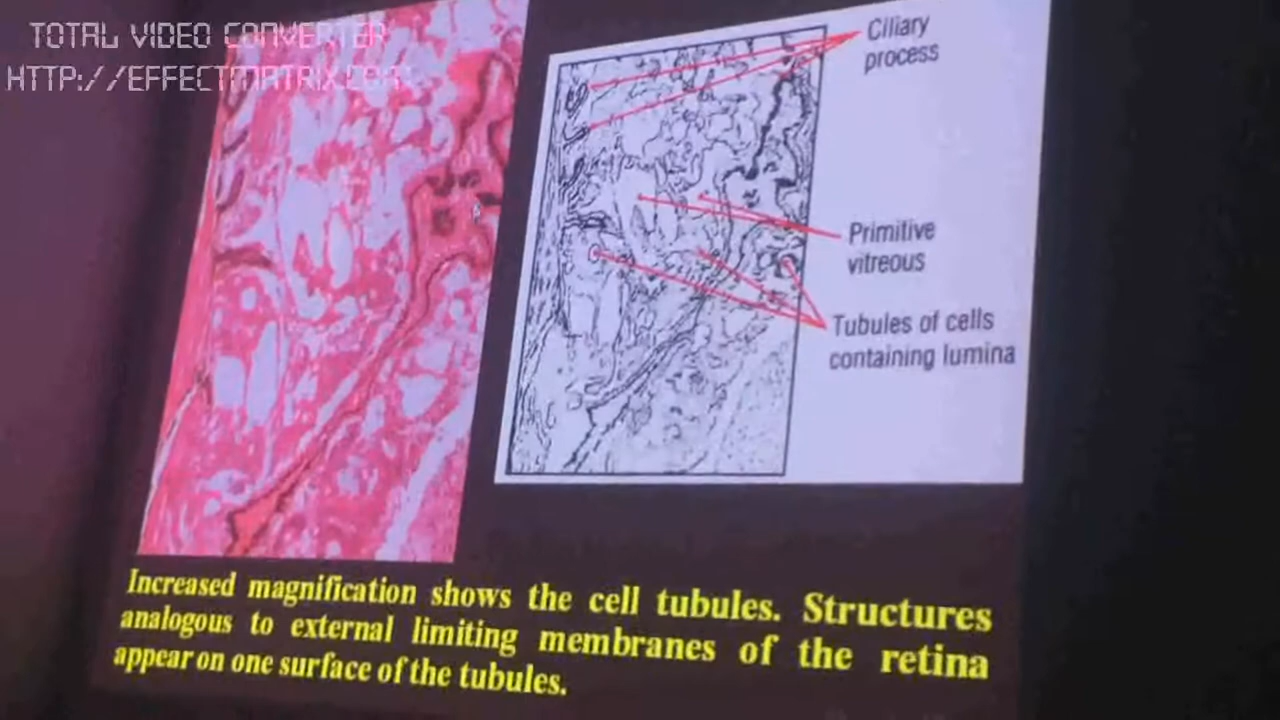 TOTAL VIDEO CONVERTER
HTTP://EFFECTMATRIX.COM
Ciliary
process
Primitive
vitreous
Tubules of cells
containing lumina
Increased magnification shows the cell tubules. Structures
analogous to external limiting membranes of the retina
appear on one surface of the tubules.